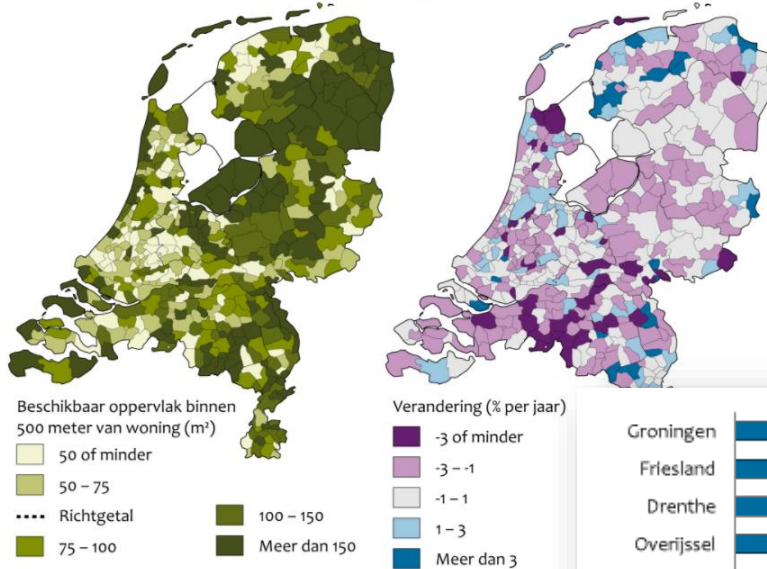 Beschikbaar oppervlak binnen
500 meter van woning (m²)
50 of minder
50 – 75
Richtgetal
75 – 100
100 – 150
Meer dan 150
Verandering (% per jaar)
-3 of minder
-3 – -1
-1 – 1
1 – 3
Meer dan 3
Groningen
Friesland
Drenthe
Overijssel